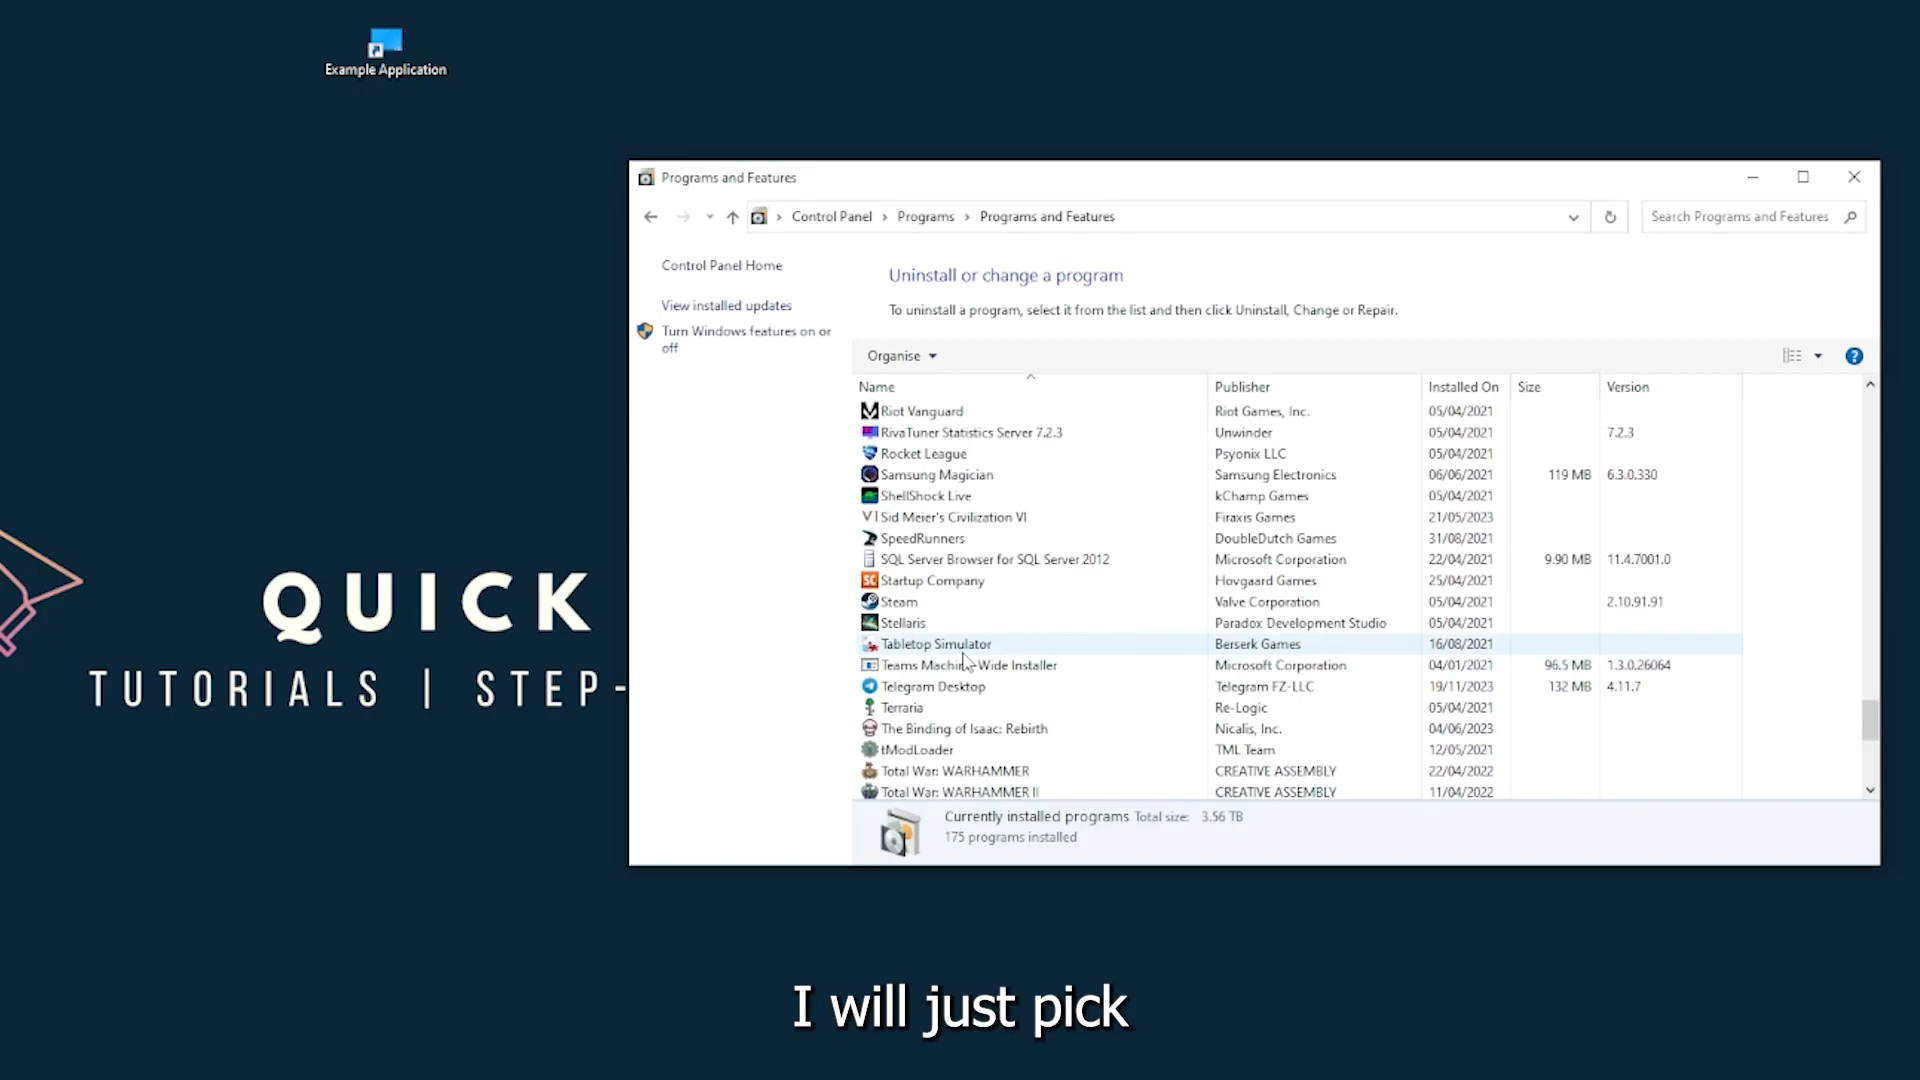 Example Application
Programs and Features
Control Panel > Programs > Programs and Features
Search Programs and Features
Control Panel Home
View installed updates
Turn Windows features on or
off
Uninstall or change a program
To uninstall a program, select it from the list and then click Uninstall, Change or Repair.
Organise
Name Publisher Installed On Size Version
Riot Vanguard Riot Games, Inc. 05/04/2021
RivaTuner Statistics Server 7.2.3 Unwinder 05/04/2021 7.2.3
Rocket League Psyonix LLC 05/04/2021
Samsung Magician Samsung Electronics 06/06/2021 119 MB 6.3.0.330
ShellShock Live kChamp Games 05/04/2021
VI Sid Meier's Civilization VI Firaxis Games 21/05/2023
SpeedRunners DoubleDutch Games 31/08/2021
SQL Server Browser for SQL Server 2012 Microsoft Corporation 22/04/2021 9.90 MB 11.4.7001.0
SC Startup Company Hovgaard Games 25/04/2021
Steam Valve Corporation 05/04/2021 2.10.91.91
Stellaris Paradox Development Studio 05/04/2021
Tabletop Simulator Berserk Games 16/08/2021
Teams Machine-Wide Installer Microsoft Corporation 04/01/2021 96.5 MB 1.3.0.26064
Telegram Desktop Telegram FZ-LLC 19/11/2023 132 MB 4.11.7
Terraria Re-Logic 05/04/2021
The Binding of Isaac: Rebirth Nicalis, Inc. 04/06/2023
tModLoader TML Team 12/05/2021
Total War: WARHAMMER CREATIVE ASSEMBLY 22/04/2022
Total War: WARHAMMER II CREATIVE ASSEMBLY 11/04/2022
Currently installed programs Total size: 3.56 TB
175 programs installed
QUICK
TUTORIALS | STEP-
I will just pick